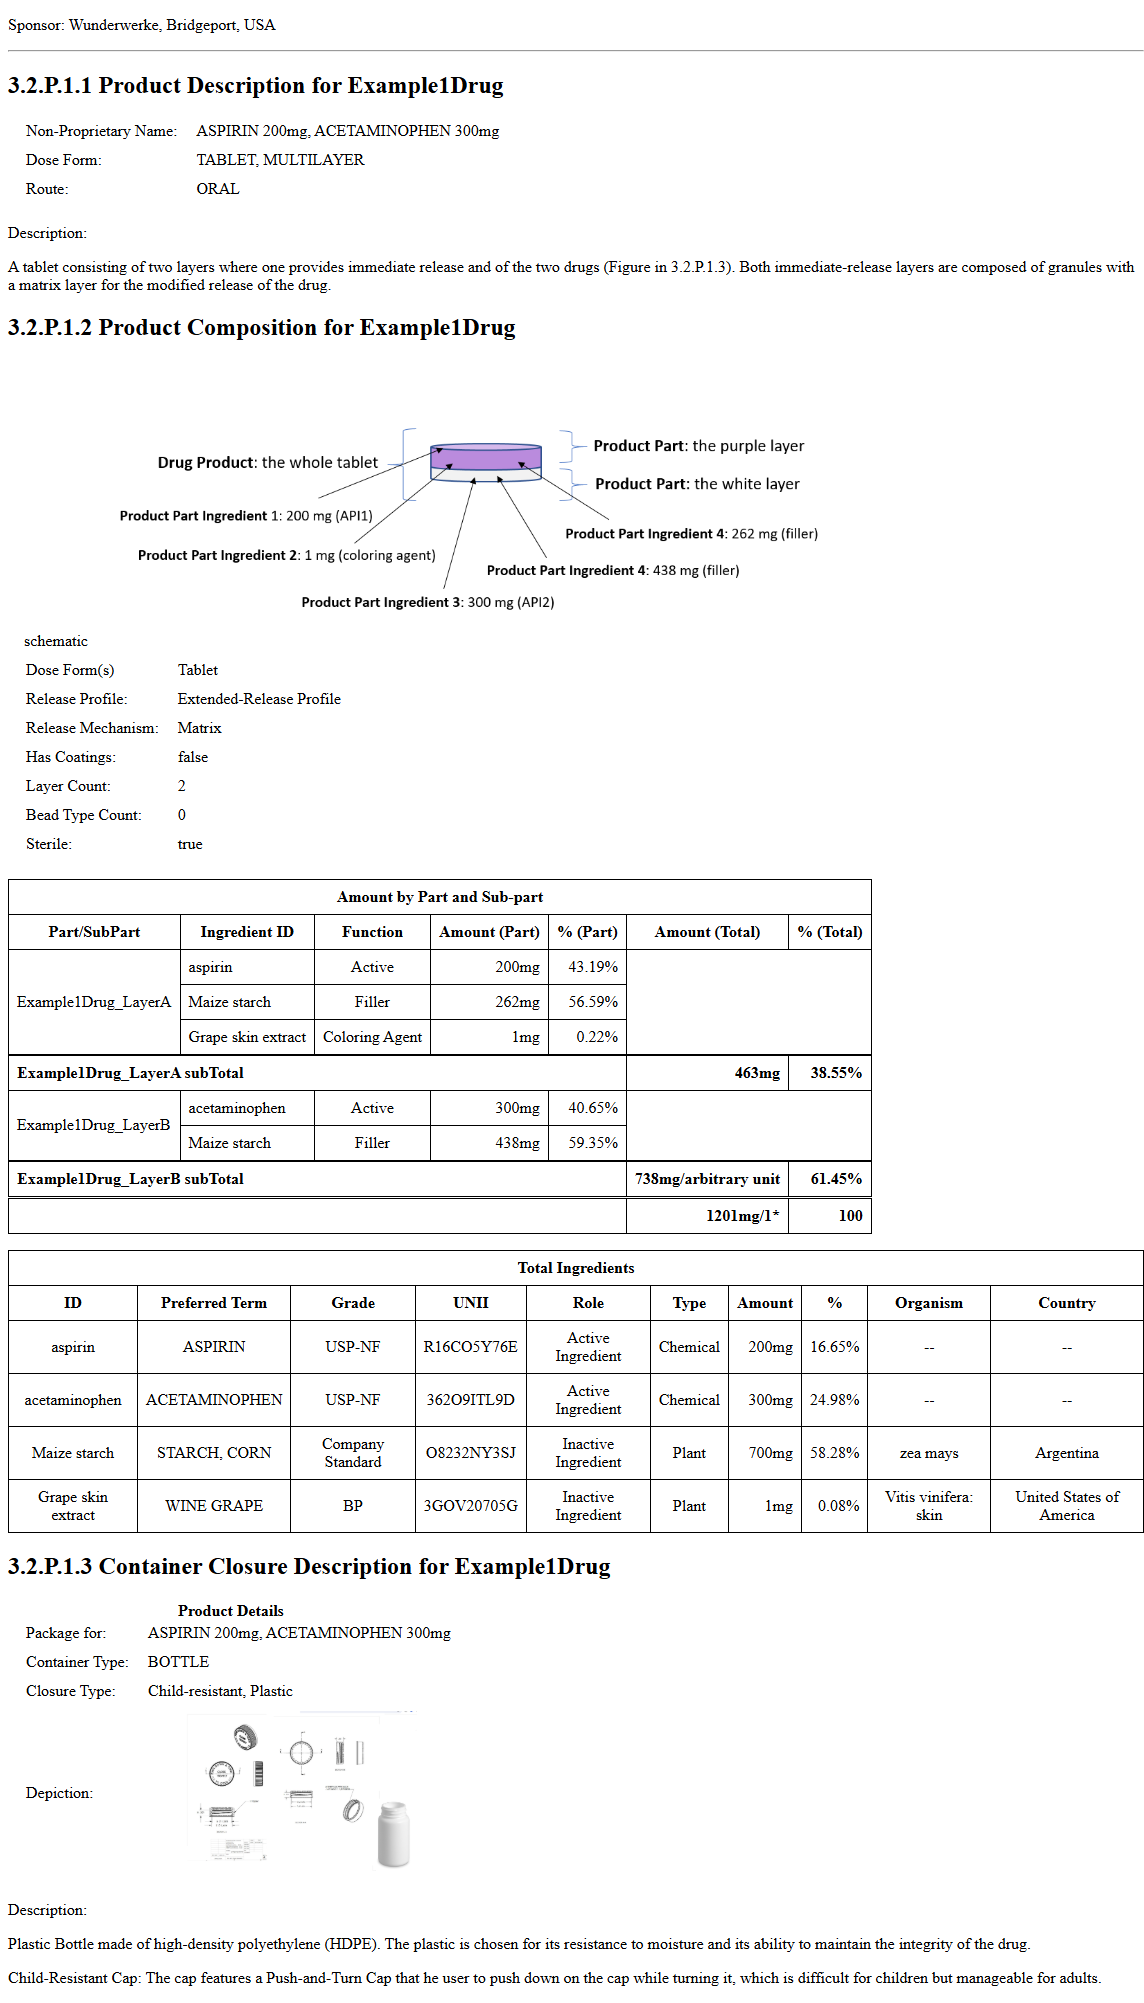 Sponsor: Wunderwerke, Bridgeport, USA
3.2.P.1.1 Product Description for Example1Drug
Non-Proprietary Name: ASPIRIN 200mg, ACETAMINOPHEN 300mg
Dose Form: TABLET, MULTILAYER
Route: ORAL
Description:
A tablet consisting of two layers where one provides immediate release and of the two drugs (Figure in 3.2.P.1.3). Both immediate-release layers are composed of granules with
a matrix layer for the modified release of the drug.
3.2.P.1.2 Product Composition for Example1Drug
Product Part: the purple layer
Drug Product: the whole tablet
Product Part: the white layer
Product Part Ingredient 1: 200 mg (API1)
Product Part Ingredient 4: 262 mg (filler)
Product Part Ingredient 2: 1 mg (coloring agent)
Product Part Ingredient 4: 438 mg (filler)
Product Part Ingredient 3: 300 mg (API2)
schematic
Dose Form(s) Tablet
Release Profile: Extended-Release Profile
Release Mechanism: Matrix
Has Coatings: false
Layer Count: 2
Bead Type Count: 0
Sterile: true
Amount by Part and Sub-part
Part/SubPart Ingredient ID Function Amount (Part) % (Part) Amount (Total) % (Total)
aspirin Active 200mg 43.19%
Example1Drug_LayerA Maize starch Filler 262mg 56.59%
Grape skin extract Coloring Agent 1mg 0.22%
Example1Drug_LayerA subTotal 463mg 38.55%
acetaminophen Active 300mg 40.65%
Example1Drug_LayerB
Maize starch Filler 438mg 59.35%
Example1Drug_LayerB subTotal 738mg/arbitrary unit 61.45%
1201mg/1* 100
Total Ingredients
ID Preferred Term Grade UNII Role Type Amount % Organism Country
aspirin ASPIRIN USP-NF R16CO5Y76E Active Ingredient Chemical 200mg 16.65% -- --
acetaminophen ACETAMINOPHEN USP-NF 362O9ITL9D Active Ingredient Chemical 300mg 24.98% -- --
Maize starch STARCH, CORN Company Standard O8232NY3SJ Inactive Ingredient Plant 700mg 58.28% zea mays Argentina
Grape skin extract WINE GRAPE BP 3GOV20705G Inactive Ingredient Plant 1mg 0.08% Vitis vinifera: skin United States of America
3.2.P.1.3 Container Closure Description for Example1Drug
Product Details
Package for: ASPIRIN 200mg, ACETAMINOPHEN 300mg
Container Type: BOTTLE
Closure Type: Child-resistant, Plastic
Depiction:
Description:
Plastic Bottle made of high-density polyethylene (HDPE). The plastic is chosen for its resistance to moisture and its ability to maintain the integrity of the drug.
Child-Resistant Cap: The cap features a Push-and-Turn Cap that he user to push down on the cap while turning it, which is difficult for children but manageable for adults.